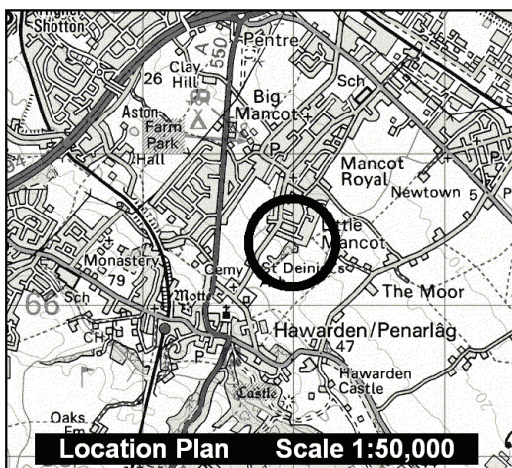 Shotton
Pentre
A 550
Clay Hill
26
Sch
Big Mancot
Aston Hall
Farm Park
P
Mancot Royal
Newtown
5
P
Little Mancot
Monastery
79
Cemy
St Deiniol's
Sch
Motte
66
The Moor
CH
Hawarden/Penarlâg
47
P
Hawarden Castle
Castle
Oaks Fm
Location Plan Scale 1:50,000